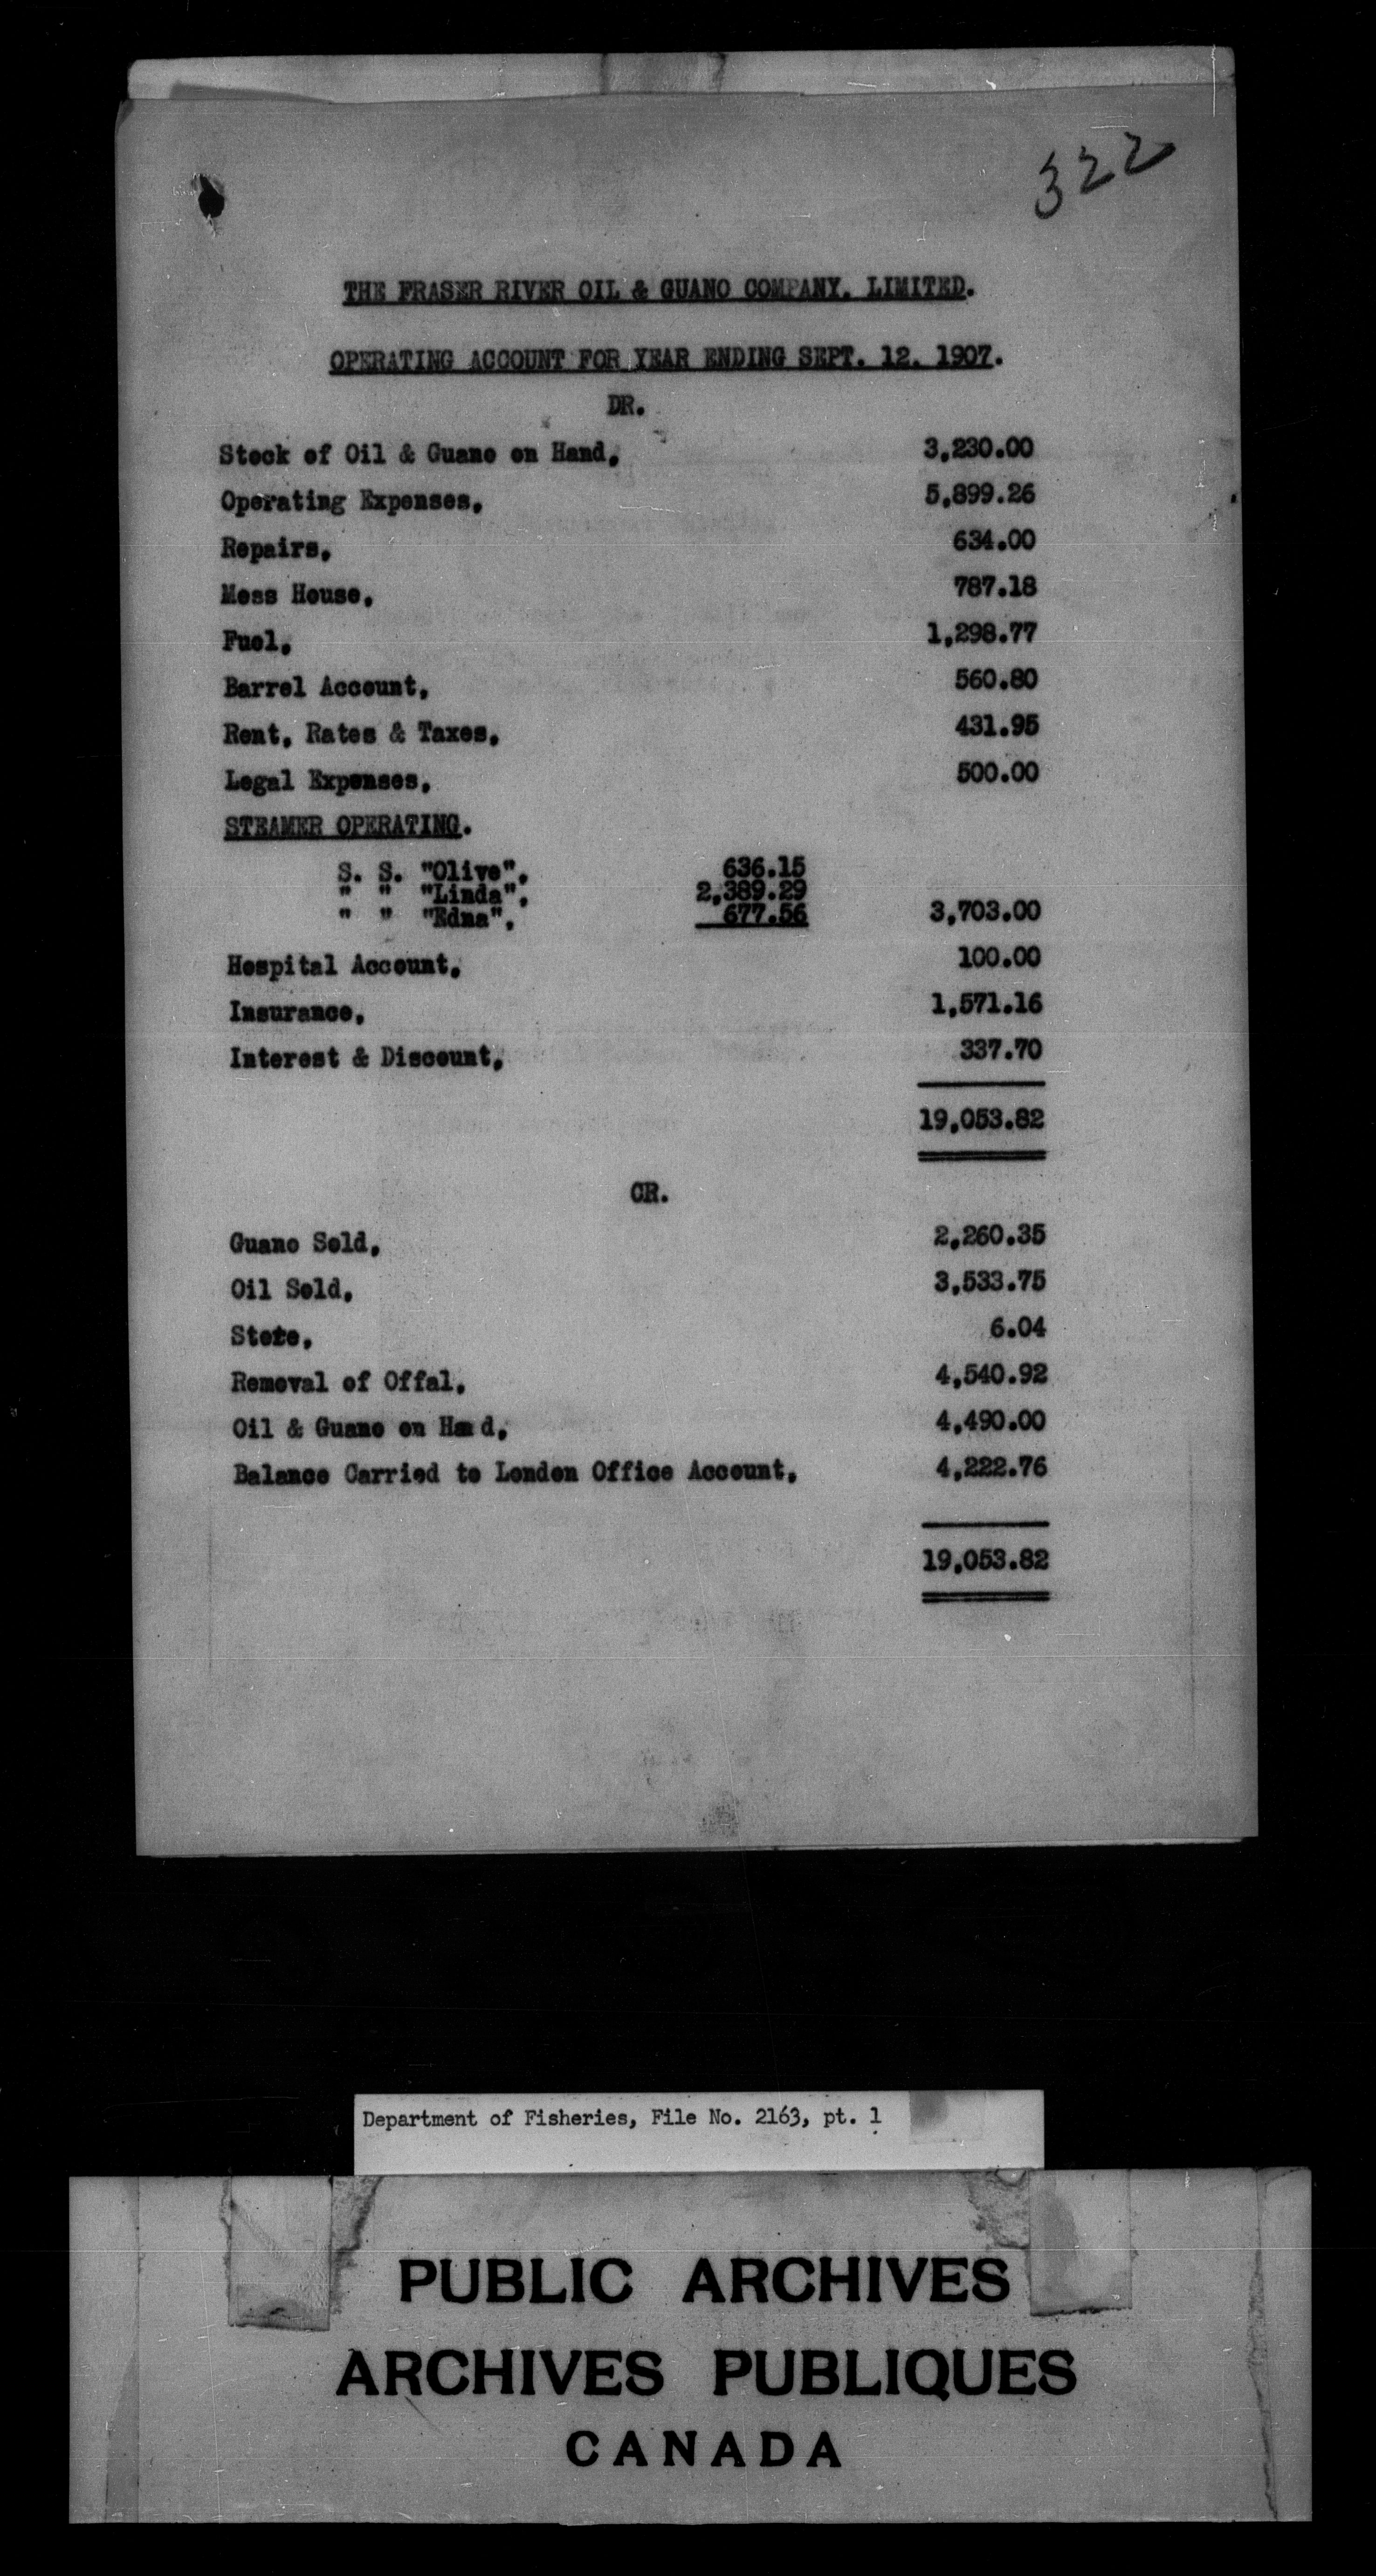 322
THE FRASER RIVER OIL & GUANO COMPANY, LIMITED.
OPERATING ACCOUNT FOR YEAR ENDING SEPT. 12, 1907.
DR.
Stock of Oil & Guano on Hand, 3,230.00
Operating Expenses, 5,899.26
Repairs, 634.00
Mess House, 787.18
Fuel, 1,298.77
Barrel Account, 560.80
Rent, Rates & Taxes, 431.95
Legal Expenses, 500.00
STEAMER OPERATING.
S. S. "Olive", 636.15
" " "Linda", 2,389.29
" " "Edna", 677.56 3,703.00
Hospital Account, 100.00
Insurance, 1,571.16
Interest & Discount, 337.70
19,053.82
CR.
Guano Sold, 2,260.35
Oil Sold, 3,533.75
Store, 6.04
Removal of Offal, 4,540.92
Oil & Guano on Hand, 4,490.00
Balance Carried to London Office Account, 4,222.76
19,053.82
Department of Fisheries, File No. 2163, pt. 1
PUBLIC ARCHIVES
ARCHIVES PUBLIQUES
CANADA